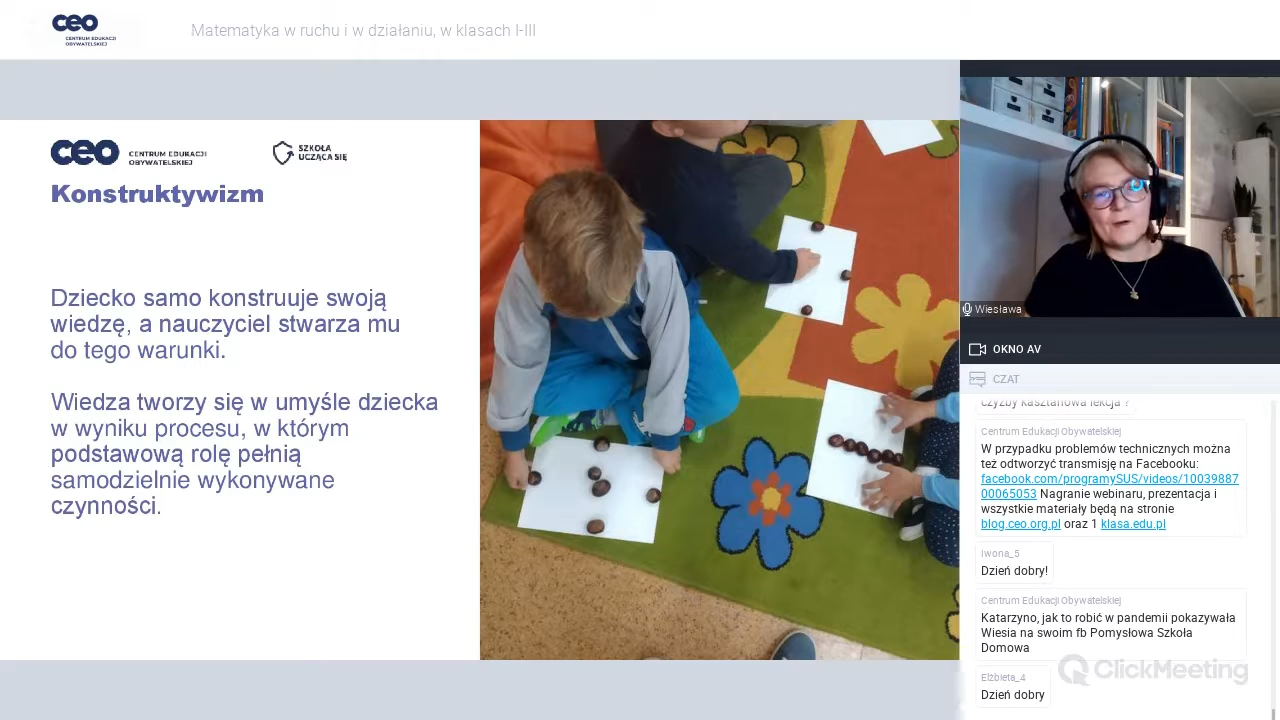 ceo
CENTRUM EDUKACJI
OBYWATELSKIEJ
Matematyka w ruchu i w działaniu, w klasach I-III
ceo
CENTRUM EDUKACJI
OBYWATELSKIEJ
SZKOŁA
UCZĄCA SIĘ
Konstruktywizm
Dziecko samo konstruuje swoją
wiedzę, a nauczyciel stwarza mu
do tego warunki.
Wiedza tworzy się w umyśle dziecka
w wyniku procesu, w którym
podstawową rolę pełnią
samodzielnie wykonywane
czynności.
Wiesława
OKNO AV
CZAT
czyżby kasztanowa lekcja ?
Centrum Edukacji Obywatelskiej
W przypadku problemów technicznych można
też odtworzyć transmisję na Facebooku:
facebook.com/programySUS/videos/10039887
00065053 Nagranie webinaru, prezentacja i
wszystkie materiały będą na stronie
blog.ceo.org.pl oraz 1 klasa.edu.pl
Iwona_5
Dzień dobry!
Centrum Edukacji Obywatelskiej
Katarzyno, jak to robić w pandemii pokazywała
Wiesia na swoim fb Pomysłowa Szkoła
Domowa
ClickMeeting
Elżbieta_4
Dzień dobry